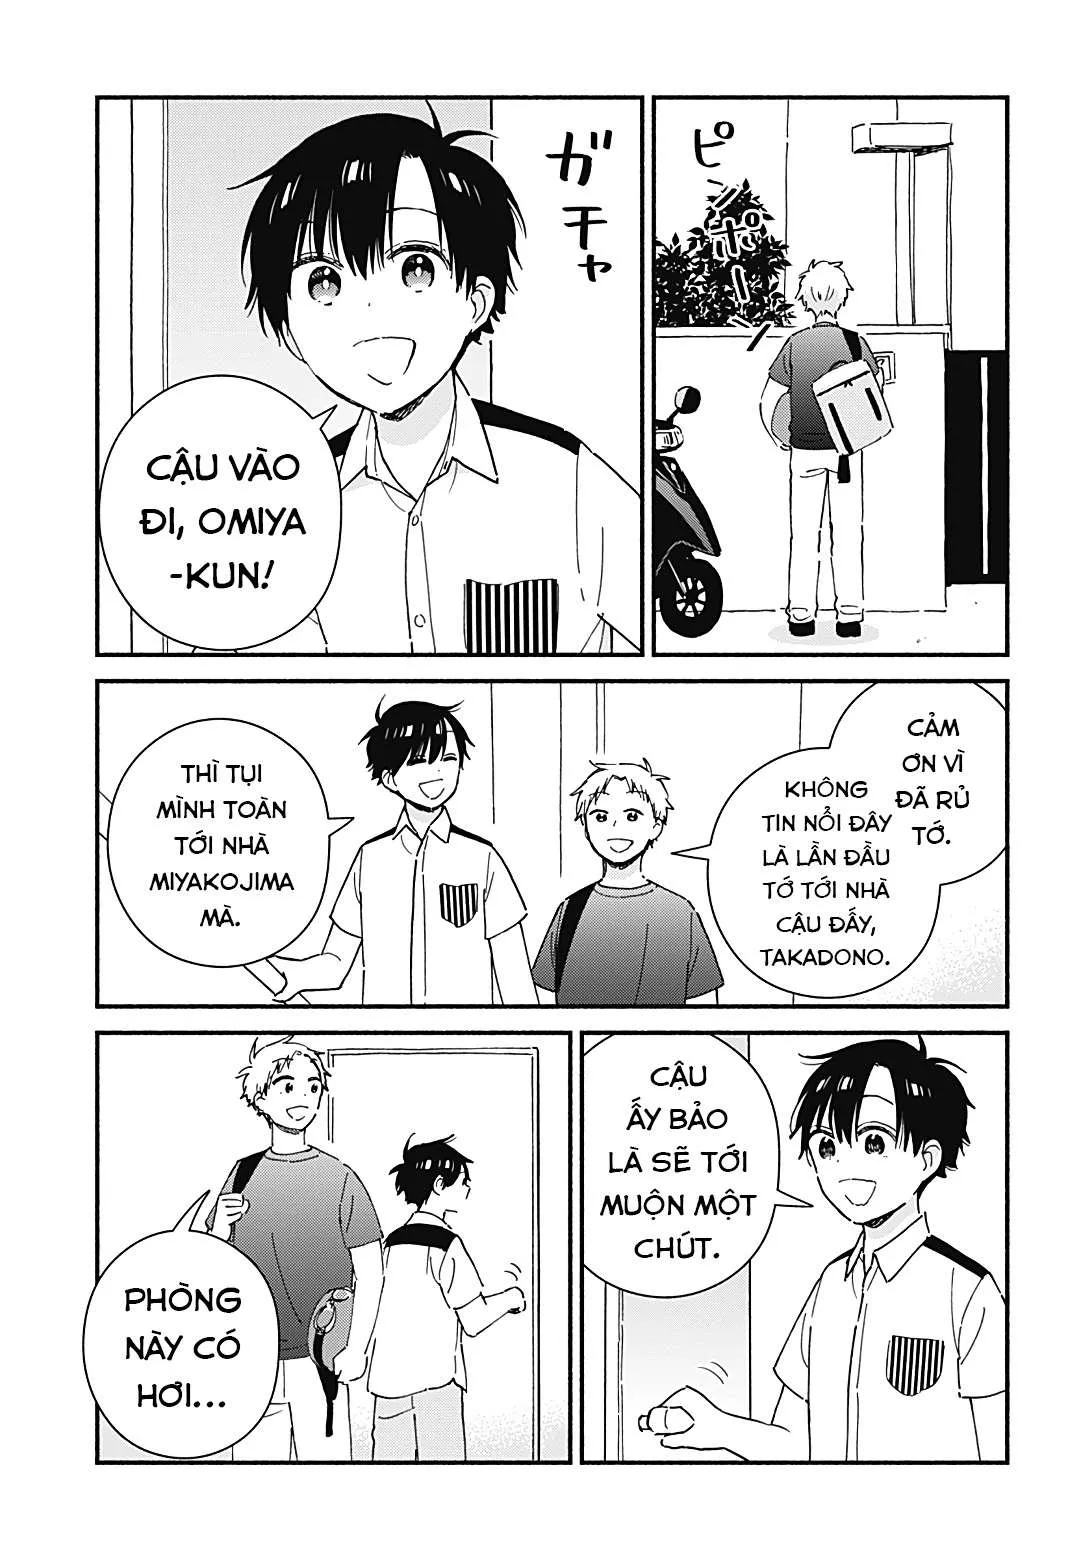 ピンポーン
ガチャ
CẬU VÀO
ĐI, OMIYA
-KUN!
CẢM
ƠN VÌ
ĐÃ RỦ
TỚ.
KHÔNG
TIN NỔI ĐÂY
LÀ LẦN ĐẦU
TỚ TỚI NHÀ
CẬU ĐẤY,
TAKADONO.
THÌ TỤI
MÌNH TOÀN
TỚI NHÀ
MIYAKOJIMA
MÀ.
CẬU
ẤY BẢO
LÀ SẼ TỚI
MUỘN MỘT
CHÚT.
PHÒNG
NÀY CÓ
HƠI...